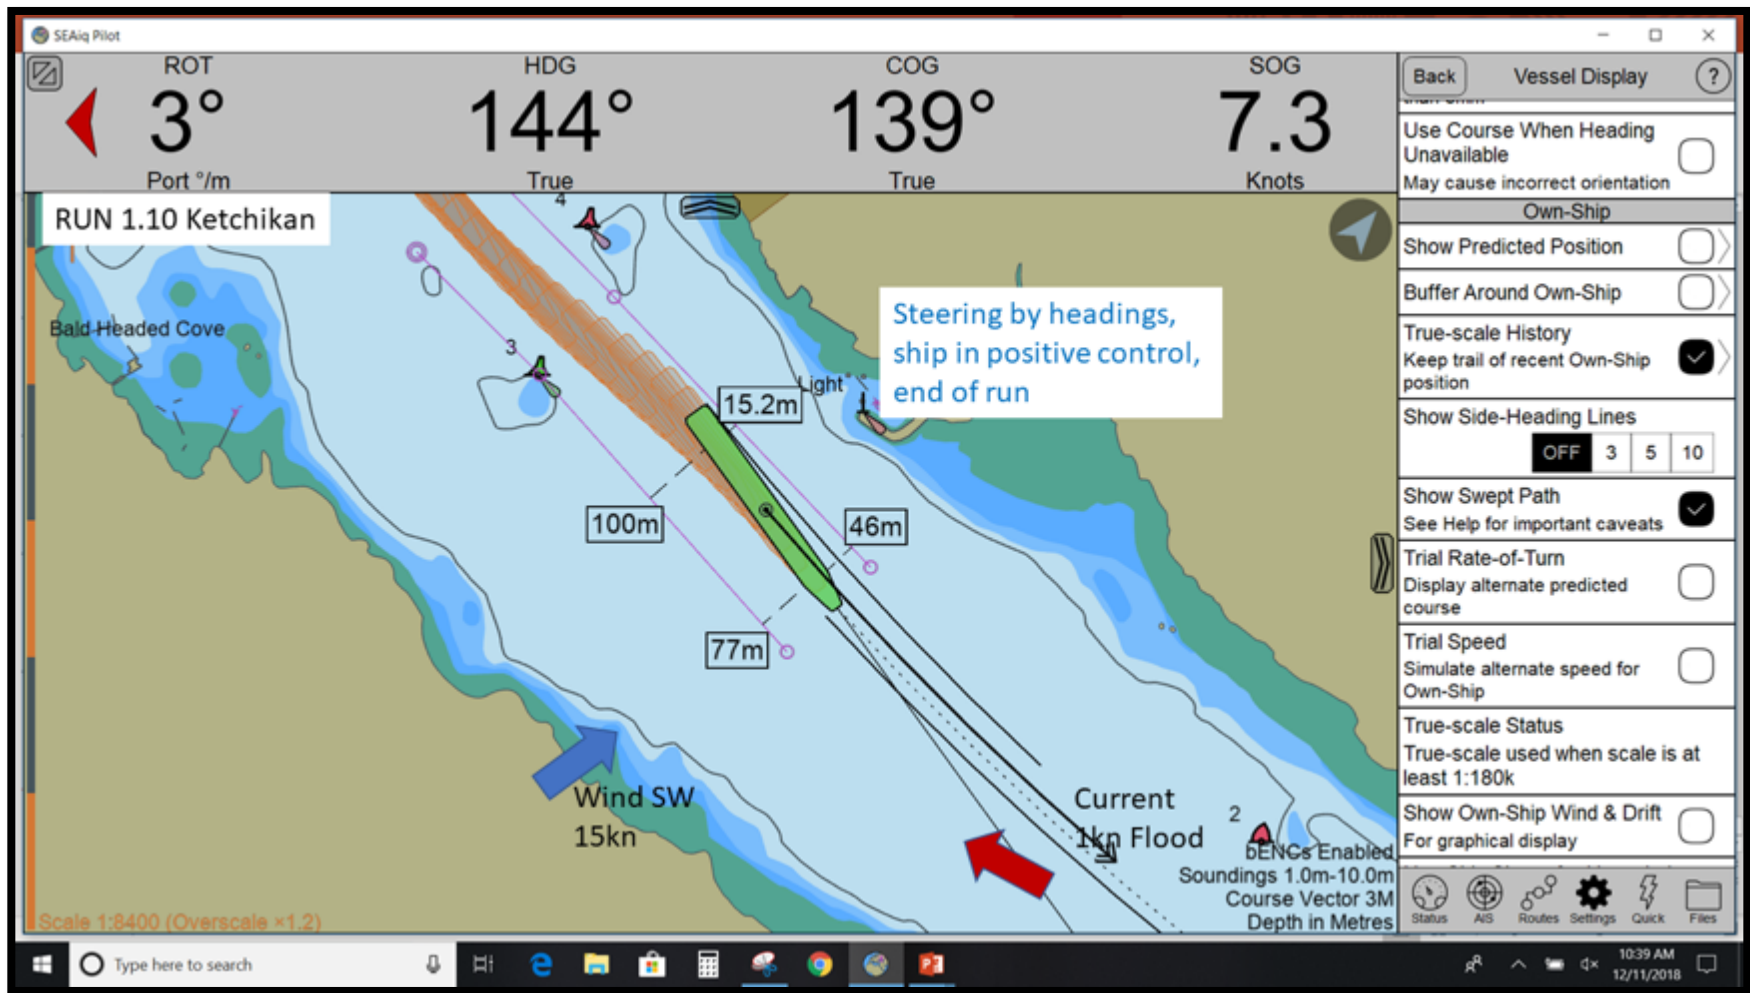 SEAiq Pilot
ROT
HDG
COG
SOG
3°
144°
139°
7.3
Port °/m
True
True
Knots
RUN 1.10 Ketchikan
4
Bald Headed Cove
3
Steering by headings,
ship in positive control,
end of run
Light
15.2m
100m
46m
77m
Wind SW
15kn
Current
1kn Flood
2
bENCs Enabled
Soundings 1.0m-10.0m
Course Vector 3M
Depth in Metres
Scale 1:8400 (Overscale ×1.2)
Back
Vessel Display
?
Use Course When Heading
Unavailable
May cause incorrect orientation
Own-Ship
Show Predicted Position
Buffer Around Own-Ship
True-scale History
Keep trail of recent Own-Ship
position
Show Side-Heading Lines
OFF 3 5 10
Show Swept Path
See Help for important caveats
Trial Rate-of-Turn
Display alternate predicted
course
Trial Speed
Simulate alternate speed for
Own-Ship
True-scale Status
True-scale used when scale is at
least 1:180k
Show Own-Ship Wind & Drift
For graphical display
Status AIS Routes Settings Quick Files
Type here to search
10:39 AM
12/11/2018